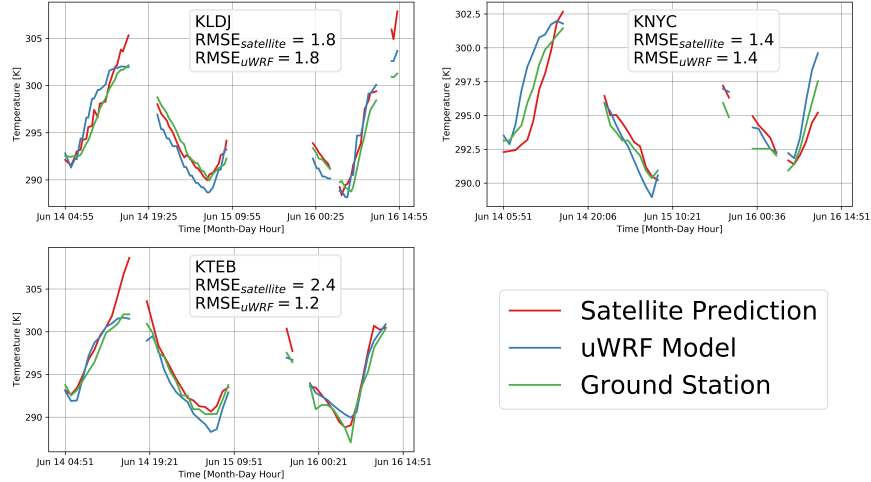 KLDJ
RMSE_satellite = 1.8
RMSE_uWRF = 1.8
Temperature [K]
305
300
295
290
Jun 14 04:55 Jun 14 19:25 Jun 15 09:55 Jun 16 00:25 Jun 16 14:55
Time [Month-Day Hour]
KNYC
RMSE_satellite = 1.4
RMSE_uWRF = 1.4
Temperature [K]
302.5
300.0
297.5
295.0
292.5
290.0
Jun 14 05:51 Jun 14 20:06 Jun 15 10:21 Jun 16 00:36 Jun 16 14:51
Time [Month-Day Hour]
KTEB
RMSE_satellite = 2.4
RMSE_uWRF = 1.2
Temperature [K]
305
300
295
290
Jun 14 04:51 Jun 14 19:21 Jun 15 09:51 Jun 16 00:21 Jun 16 14:51
Time [Month-Day Hour]
Satellite Prediction
uWRF Model
Ground Station